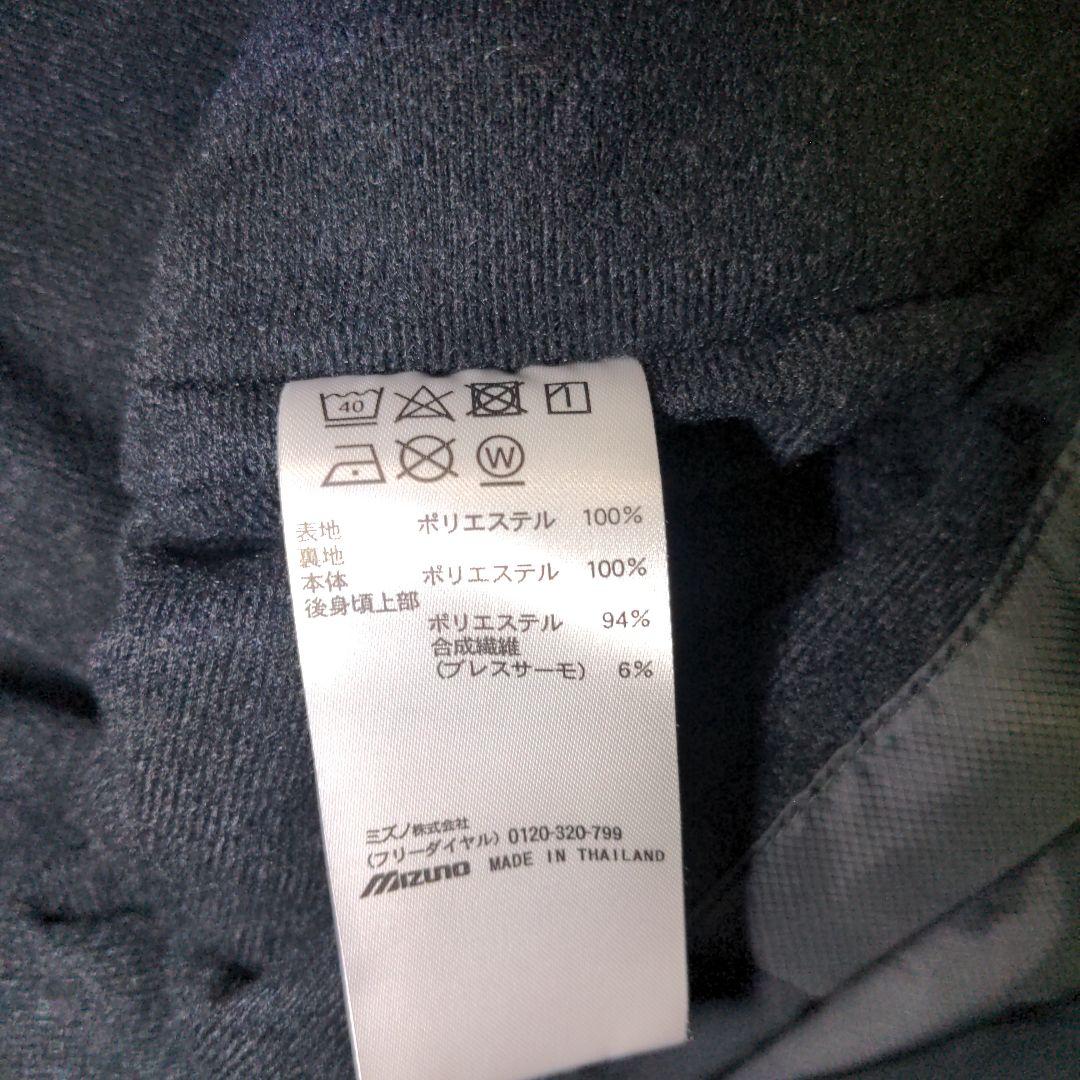 40
W
表地 ポリエステル 100%
裏地
本体 ポリエステル 100%
後身頃上部
ポリエステル 94%
合成繊維
(ブレスサーモ) 6%
ミズノ株式会社
(フリーダイヤル) 0120-320-799
MIZUNO MADE IN THAILAND